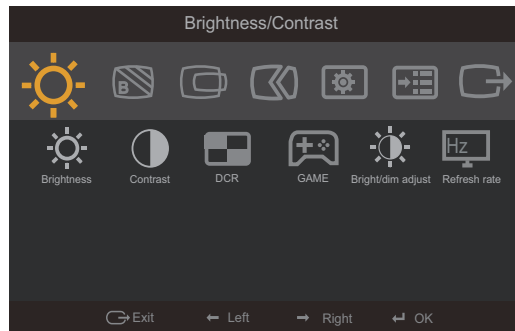 Brightness/Contrast
B
Hz
Brightness Contrast DCR GAME Bright/dim adjust Refresh rate
Exit Left Right OK